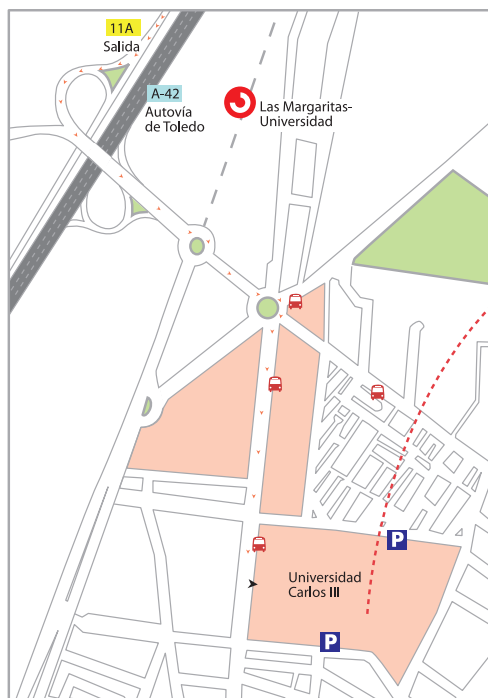 11A
Salida
A-42
Autovía
de Toledo
Las Margaritas-
Universidad
P
Universidad
Carlos III
P